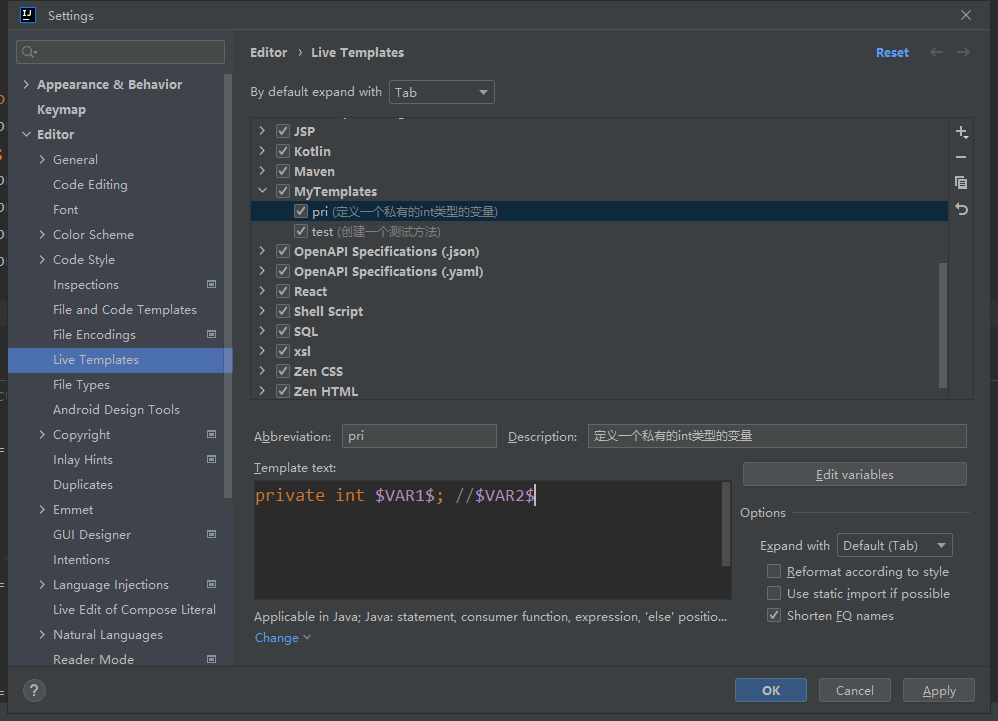 Settings
Editor › Live Templates
Reset
By default expand with Tab
Appearance & Behavior
Keymap
Editor
General
Code Editing
Font
Color Scheme
Code Style
Inspections
File and Code Templates
File Encodings
Live Templates
File Types
Android Design Tools
Copyright
Inlay Hints
Duplicates
Emmet
GUI Designer
Intentions
Language Injections
Live Edit of Compose Literal
Natural Languages
Reader Mode
JSP
Kotlin
Maven
MyTemplates
pri (定义一个私有的int类型的变量)
test (创建一个测试方法)
OpenAPI Specifications (.json)
OpenAPI Specifications (.yaml)
React
Shell Script
SQL
xsl
Zen CSS
Zen HTML
Abbreviation: pri Description: 定义一个私有的int类型的变量
Template text:
private int $VAR1$; //$VAR2$
Edit variables
Options
Expand with Default (Tab)
Reformat according to style
Use static import if possible
Shorten FQ names
Applicable in Java; Java: statement, consumer function, expression, 'else' positio...
Change
?
OK Cancel Apply